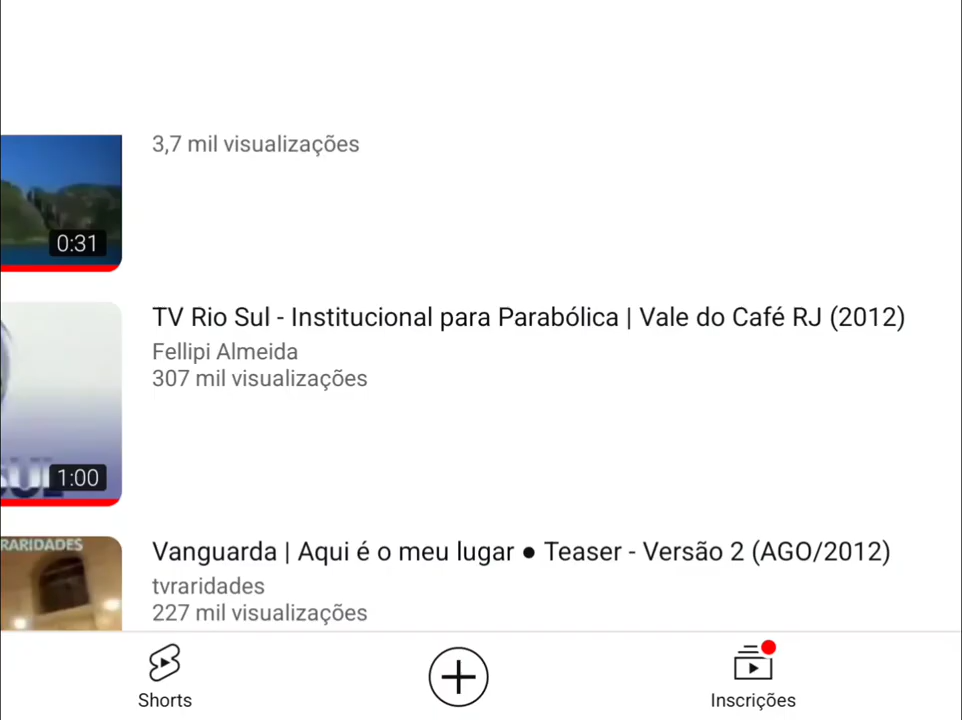 3,7 mil visualizações
0:31
TV Rio Sul - Institucional para Parabólica | Vale do Café RJ (2012)
Fellipi Almeida
307 mil visualizações
SUL
1:00
RARIDADES
Vanguarda | Aqui é o meu lugar ● Teaser - Versão 2 (AGO/2012)
tvraridades
227 mil visualizações
Shorts
Inscrições